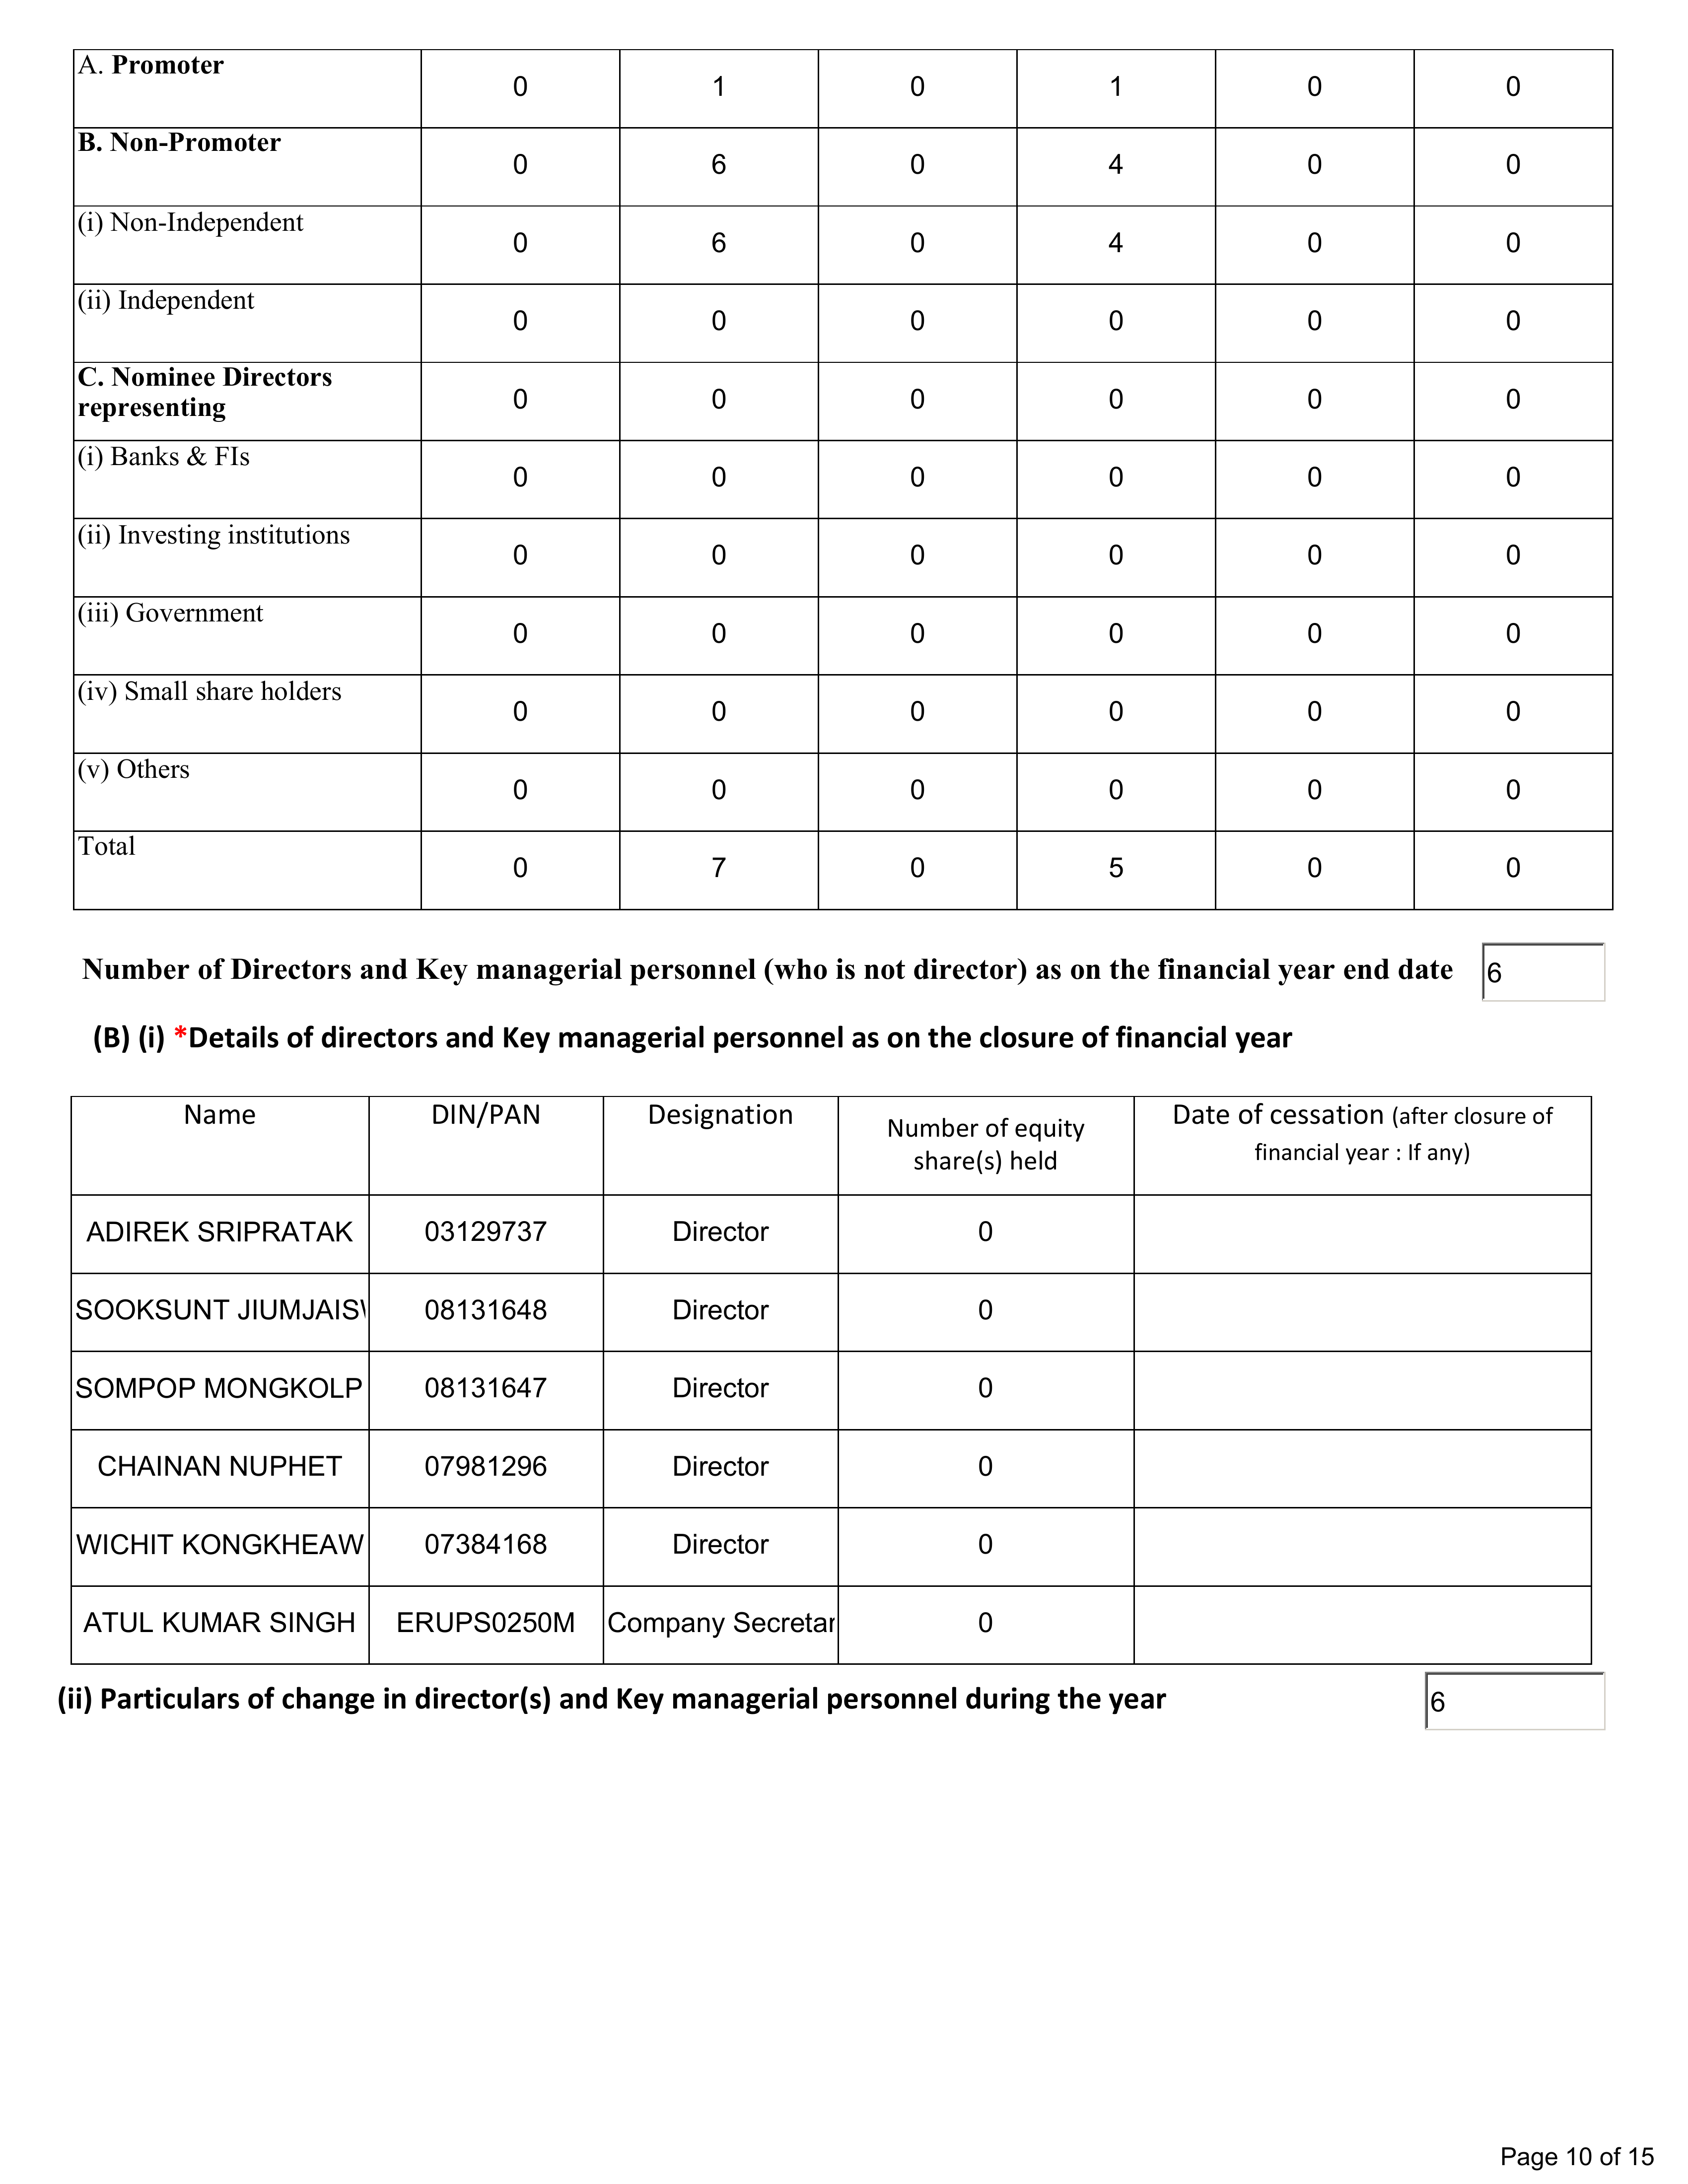 A. Promoter 0 1 0 1 0 0
B. Non-Promoter 0 6 0 4 0 0
(i) Non-Independent 0 6 0 4 0 0
(ii) Independent 0 0 0 0 0 0
C. Nominee Directors
representing 0 0 0 0 0 0
(i) Banks & FIs 0 0 0 0 0 0
(ii) Investing institutions 0 0 0 0 0 0
(iii) Government 0 0 0 0 0 0
(iv) Small share holders 0 0 0 0 0 0
(v) Others 0 0 0 0 0 0
Total 0 7 0 5 0 0
Number of Directors and Key managerial personnel (who is not director) as on the financial year end date 6
(B) (i) *Details of directors and Key managerial personnel as on the closure of financial year
Name DIN/PAN Designation Number of equity share(s) held Date of cessation (after closure of financial year : If any)
ADIREK SRIPRATAK 03129737 Director 0
SOOKSUNT JIUMJAIS 08131648 Director 0
SOMPOP MONGKOLP 08131647 Director 0
CHAINAN NUPHET 07981296 Director 0
WICHIT KONGKHEAW 07384168 Director 0
ATUL KUMAR SINGH ERUPS0250M Company Secretar 0
(ii) Particulars of change in director(s) and Key managerial personnel during the year 6
Page 10 of 15